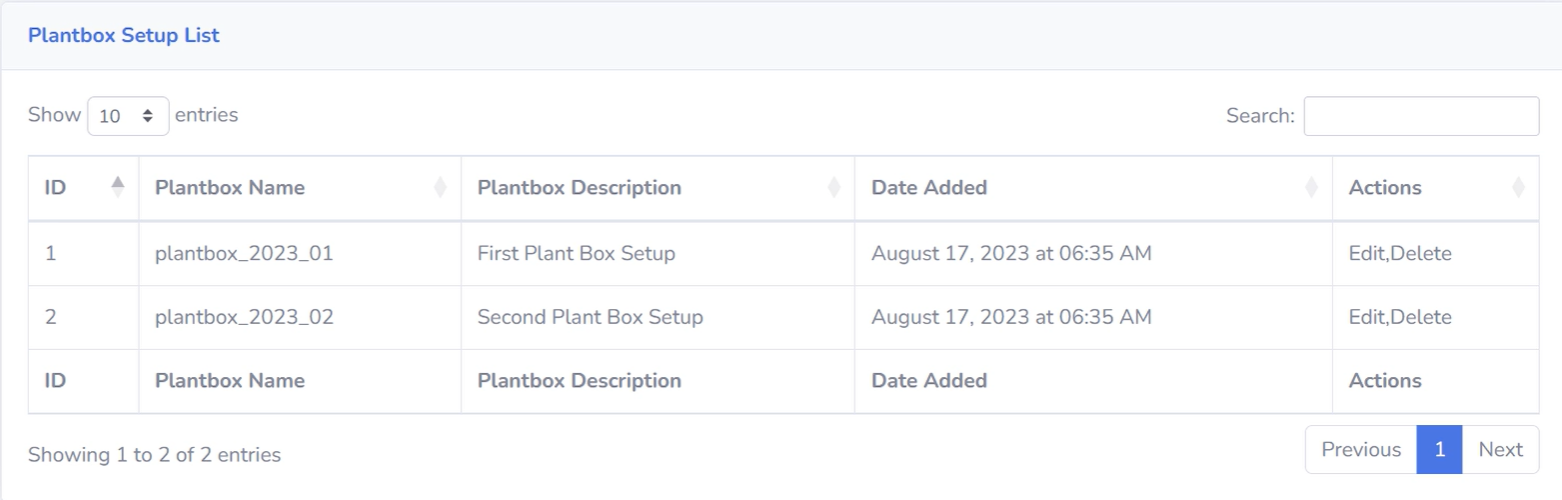 Plantbox Setup List
Show 10 entries Search:
ID Plantbox Name Plantbox Description Date Added Actions
1 plantbox_2023_01 First Plant Box Setup August 17, 2023 at 06:35 AM Edit,Delete
2 plantbox_2023_02 Second Plant Box Setup August 17, 2023 at 06:35 AM Edit,Delete
ID Plantbox Name Plantbox Description Date Added Actions
Showing 1 to 2 of 2 entries Previous 1 Next